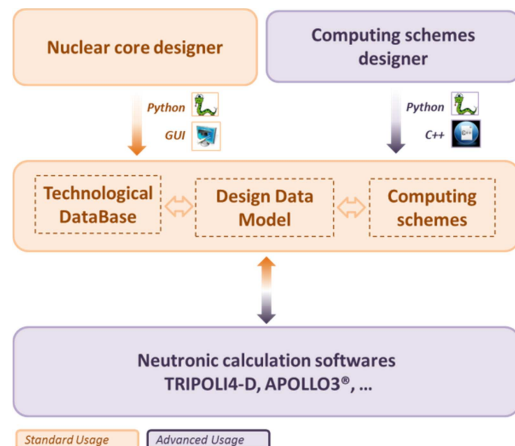 Nuclear core designer
Computing schemes
designer
Python
GUI
Python
C++
Technological
DataBase
Design Data
Model
Computing
schemes
Neutronic calculation softwares
TRIPOLI4-D, APOLLO3®, ...
Standard Usage
Advanced Usage